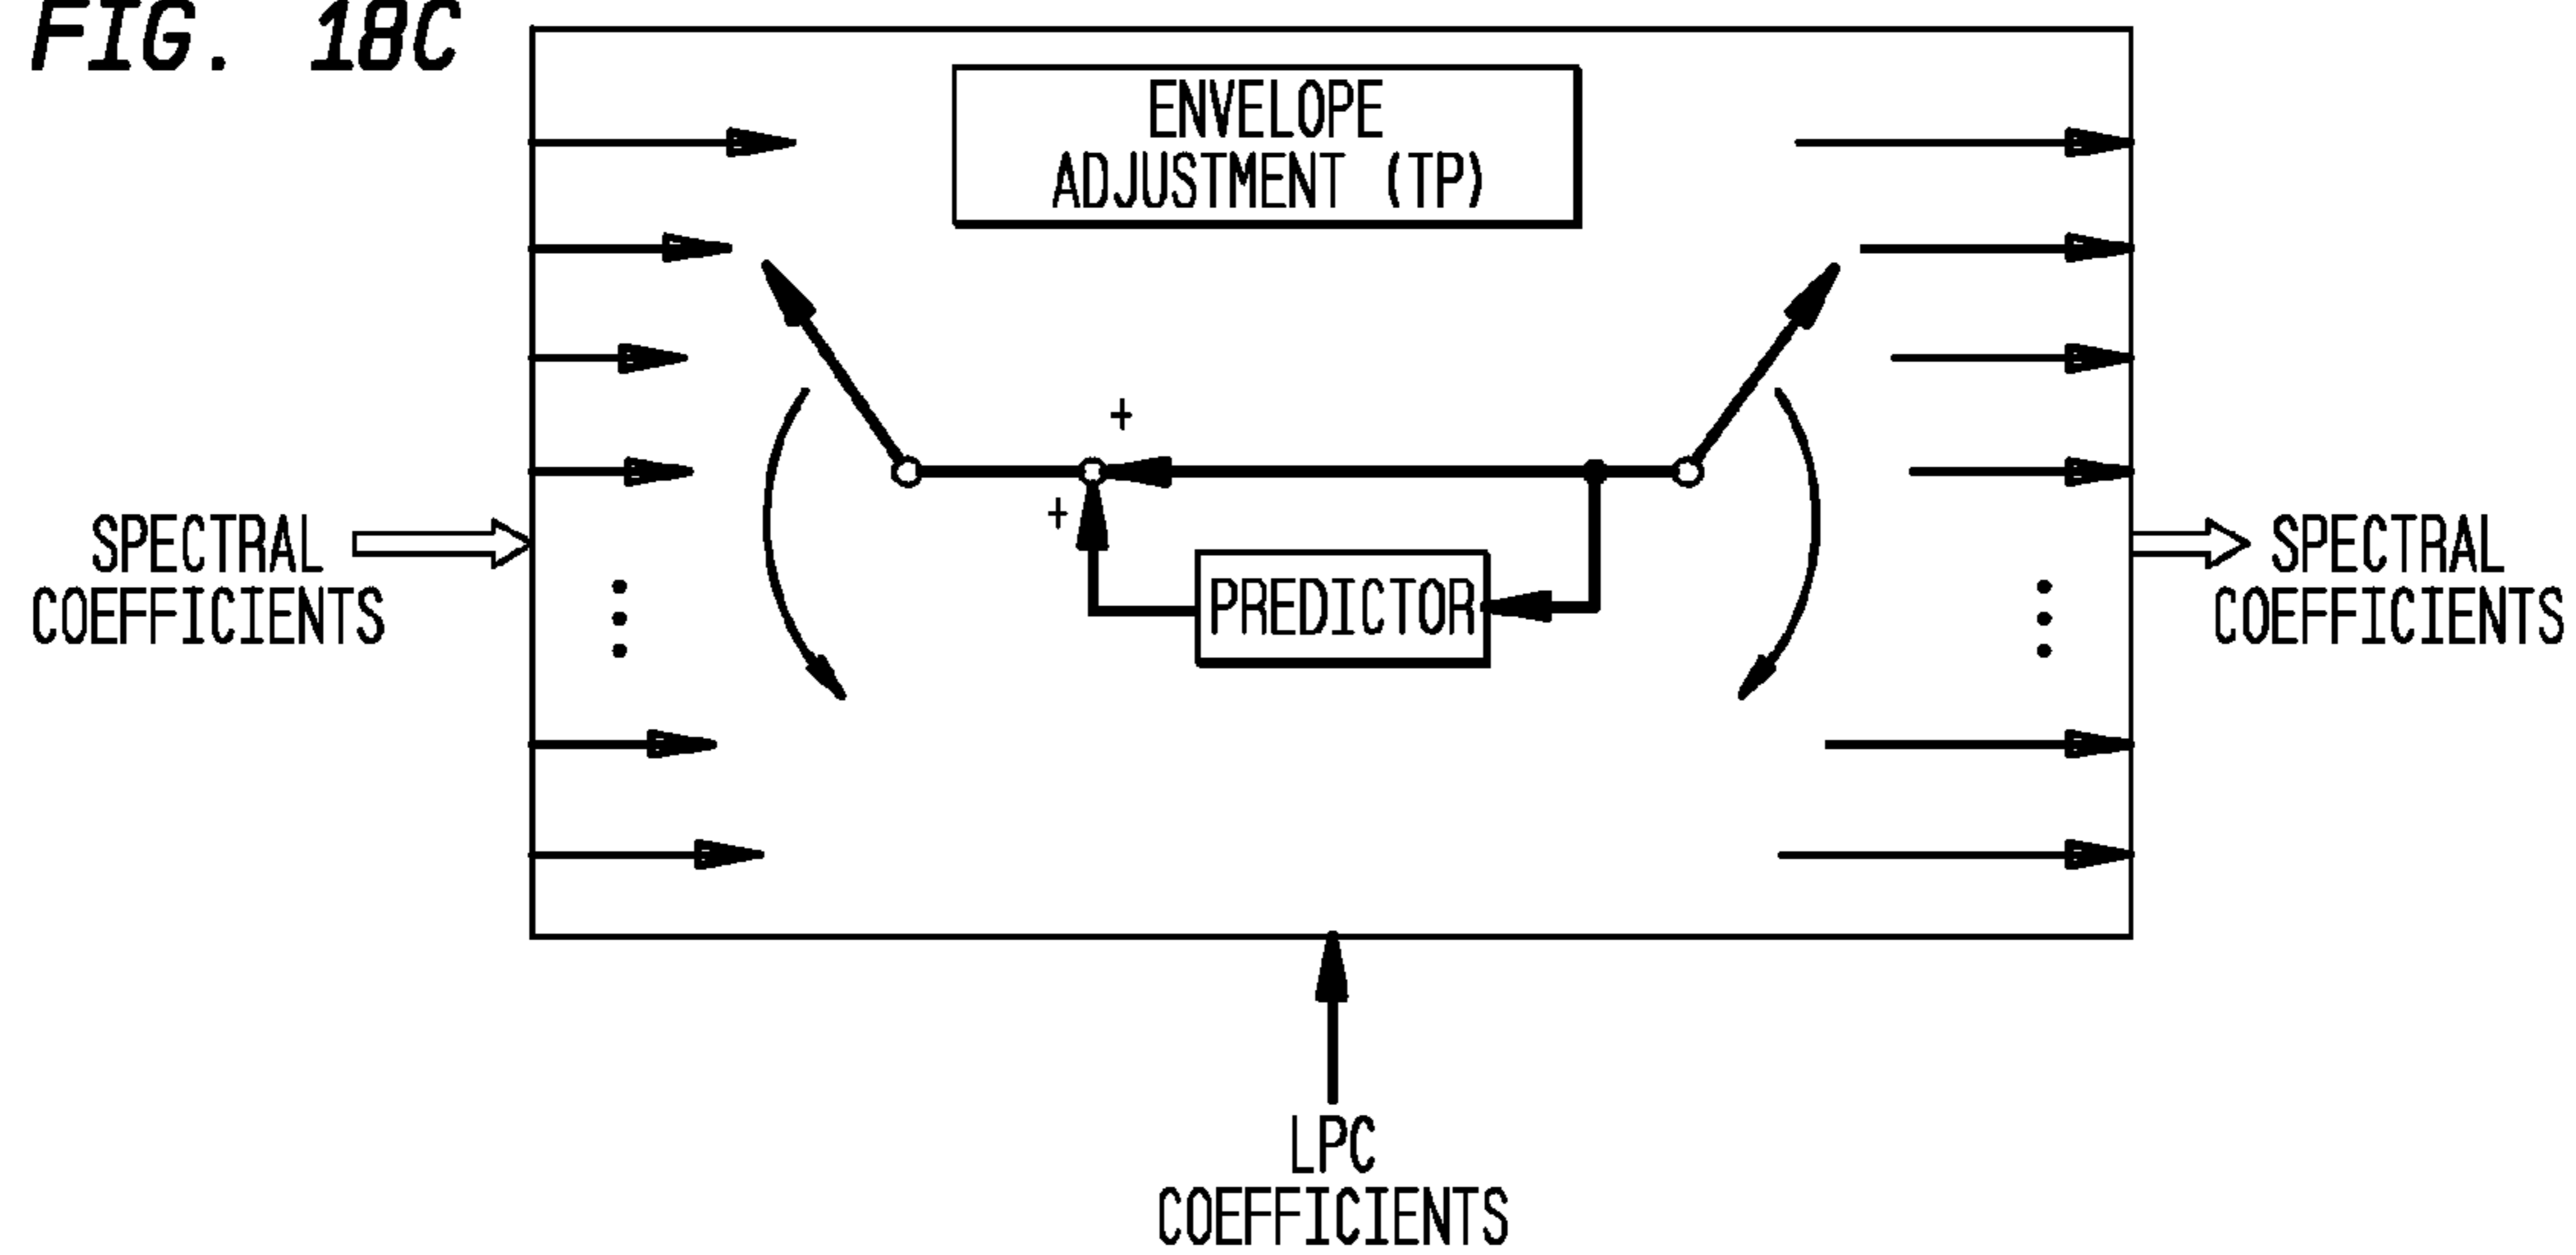 FIG. 18C
ENVELOPE
ADJUSTMENT (TP)
+
+
SPECTRAL
COEFFICIENTS
PREDICTOR
SPECTRAL
COEFFICIENTS
LPC
COEFFICIENTS